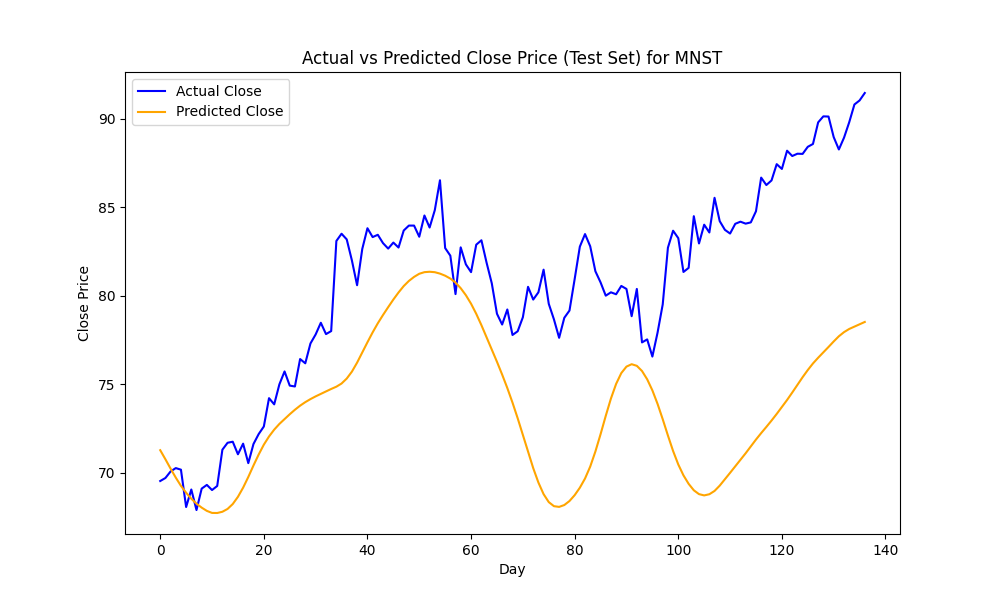 Actual vs Predicted Close Price (Test Set) for MNST
Actual Close
Predicted Close
Close Price
90
85
80
75
70
0 20 40 60 80 100 120 140
Day